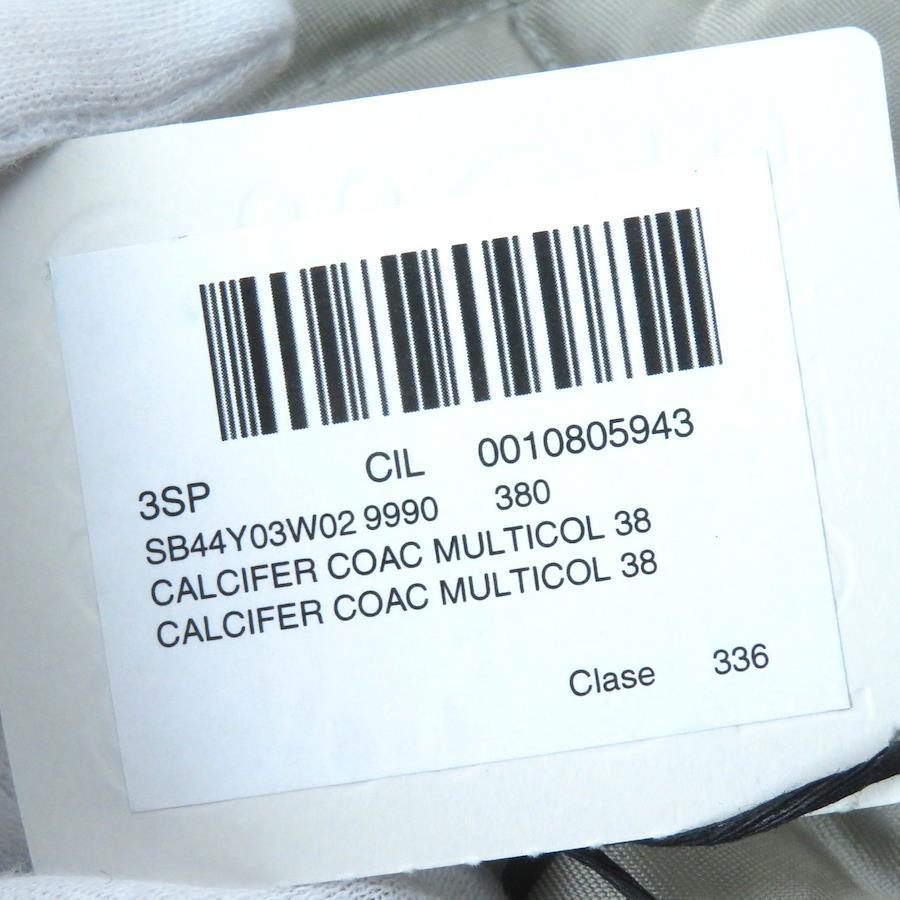 3SP CIL 0010805943
SB44Y03W02 9990 380
CALCIFER COAC MULTICOL 38
CALCIFER COAC MULTICOL 38
Clase 336